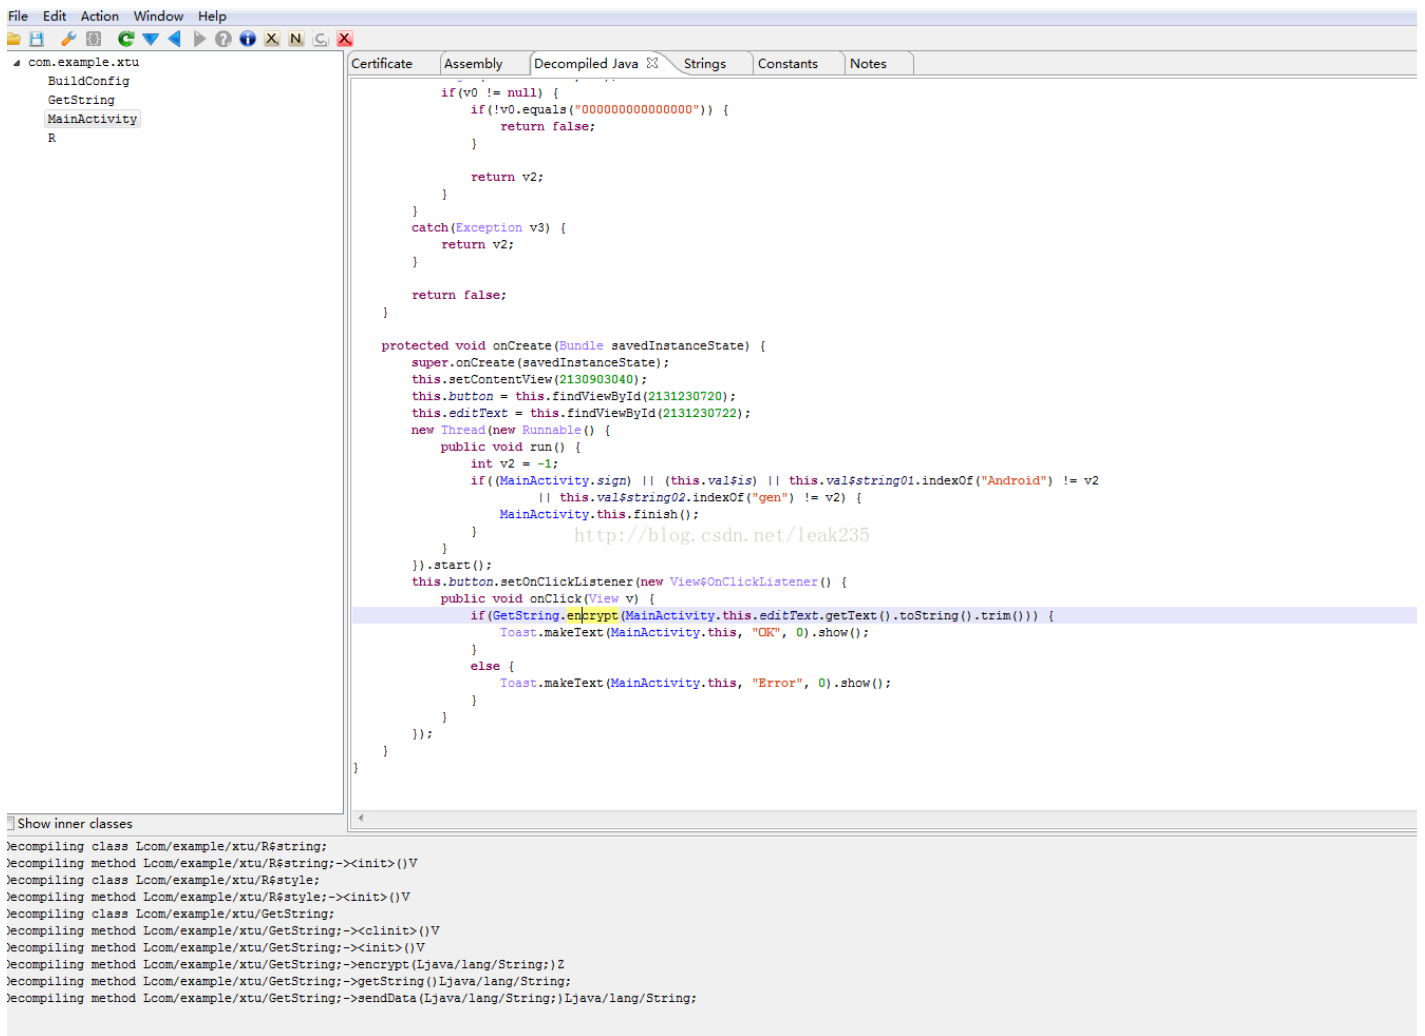 File Edit Action Window Help
com.example.xtu
BuildConfig
GetString
MainActivity
R
Certificate Assembly Decompiled Java Strings Constants Notes
if(v0 != null) {
if(!v0.equals("000000000000000")) {
return false;
}
return v2;
}
}
catch(Exception v3) {
return v2;
}
return false;
}
protected void onCreate(Bundle savedInstanceState) {
super.onCreate(savedInstanceState);
this.setContentView(2130903040);
this.button = this.findViewById(2131230720);
this.editText = this.findViewById(2131230722);
new Thread(new Runnable() {
public void run() {
int v2 = -1;
if((MainActivity.sign) || (this.val$is) || this.val$string01.indexOf("Android") != v2
|| this.val$string02.indexOf("gen") != v2) {
MainActivity.this.finish();
}
http://blog.csdn.net/leak235
}
}).start();
this.button.setOnClickListener(new View$OnClickListener() {
public void onClick(View v) {
if(GetString.encrypt(MainActivity.this.editText.getText().toString().trim())) {
Toast.makeText(MainActivity.this, "OK", 0).show();
}
else {
Toast.makeText(MainActivity.this, "Error", 0).show();
}
}
});
}
}
Show inner classes
Decompiling class Lcom/example/xtu/R$string;
Decompiling method Lcom/example/xtu/R$string;-><init>()V
Decompiling class Lcom/example/xtu/R$style;
Decompiling method Lcom/example/xtu/R$style;-><init>()V
Decompiling class Lcom/example/xtu/GetString;
Decompiling method Lcom/example/xtu/GetString;-><clinit>()V
Decompiling method Lcom/example/xtu/GetString;-><init>()V
Decompiling method Lcom/example/xtu/GetString;->encrypt(Ljava/lang/String;)Z
Decompiling method Lcom/example/xtu/GetString;->getString()Ljava/lang/String;
Decompiling method Lcom/example/xtu/GetString;->sendData(Ljava/lang/String;)Ljava/lang/String;